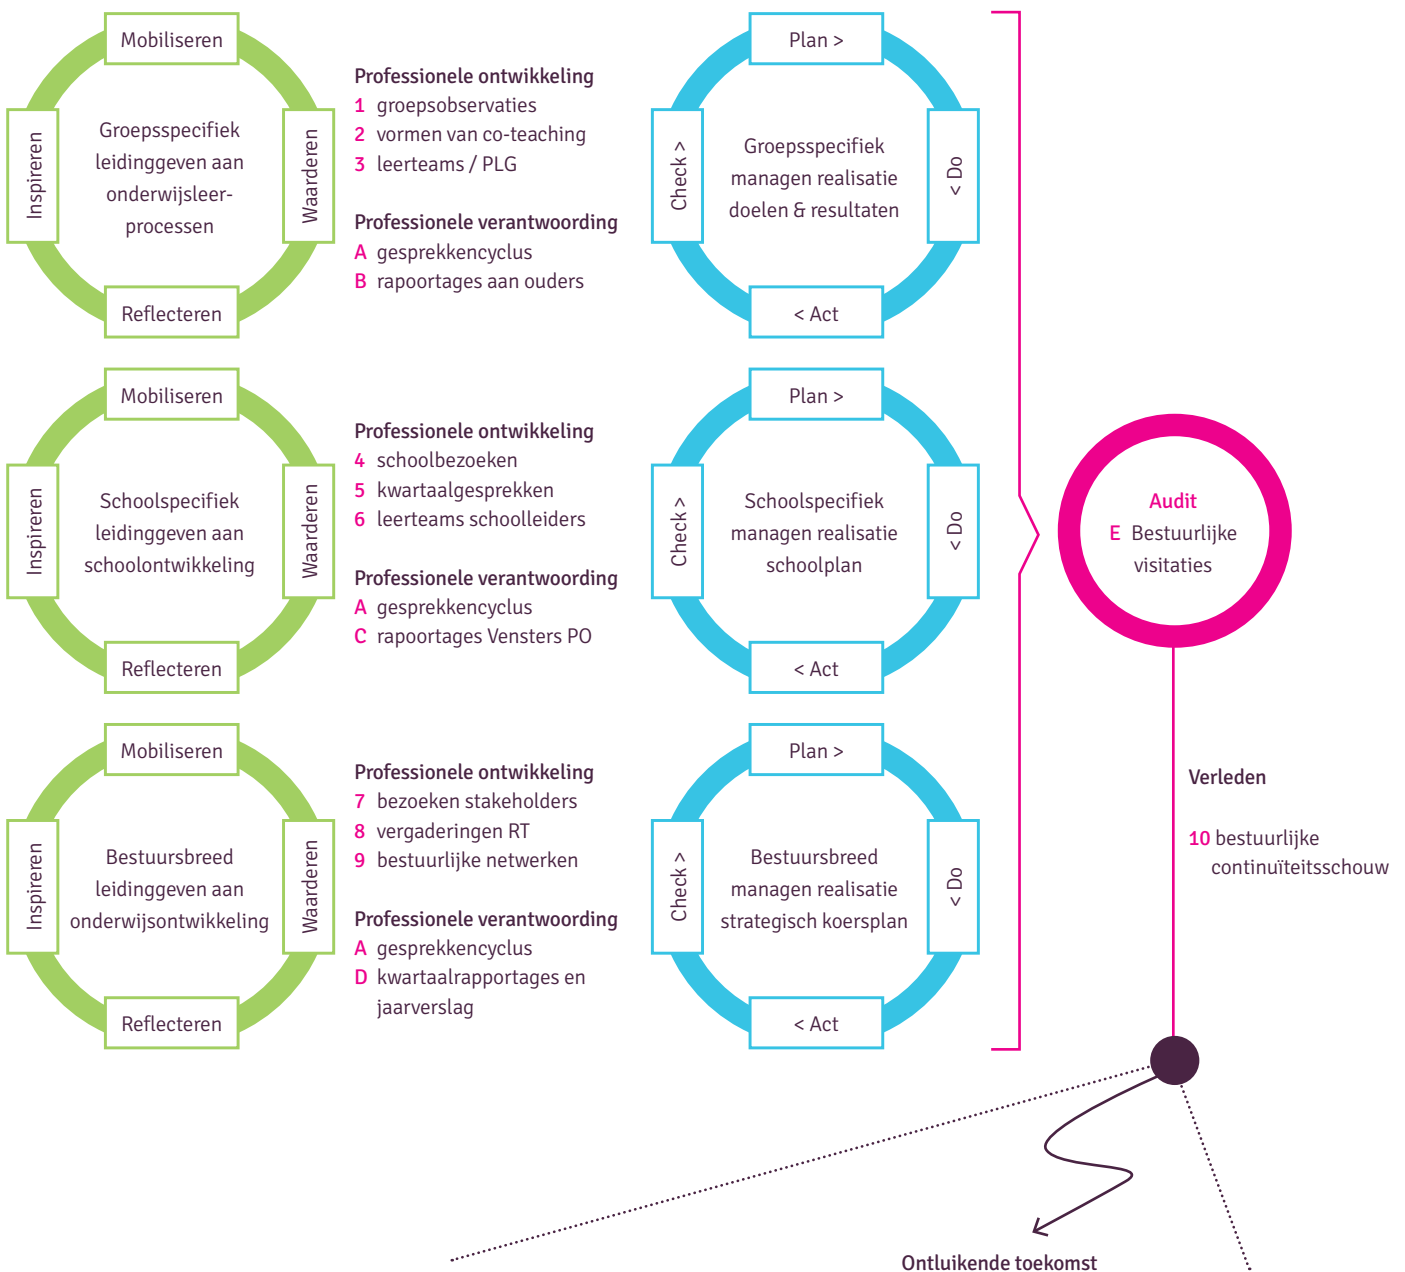 Mobiliseren
Inspireren
Groepsspecifiek
leidinggeven aan
onderwijsleer-
processen
Waarderen
Reflecteren
Professionele ontwikkeling
1 groepsobservaties
2 vormen van co-teaching
3 leerteams / PLG
Professionele verantwoording
A gesprekkencyclus
B rapoortages aan ouders
Plan >
Check >
Groepsspecifiek
managen realisatie
doelen & resultaten
< Do
< Act
Mobiliseren
Inspireren
Schoolspecifiek
leidinggeven aan
schoolontwikkeling
Waarderen
Reflecteren
Professionele ontwikkeling
4 schoolbezoeken
5 kwartaalgesprekken
6 leerteams schoolleiders
Professionele verantwoording
A gesprekkencyclus
C rapoortages Vensters PO
Plan >
Check >
Schoolspecifiek
managen realisatie
schoolplan
< Do
< Act
Mobiliseren
Inspireren
Bestuursbreed
leidinggeven aan
onderwijsontwikkeling
Waarderen
Reflecteren
Professionele ontwikkeling
7 bezoeken stakeholders
8 vergaderingen RT
9 bestuurlijke netwerken
Professionele verantwoording
A gesprekkencyclus
D kwartaalrapportages en
jaarverslag
Plan >
Check >
Bestuursbreed
managen realisatie
strategisch koersplan
< Do
< Act
Audit
E Bestuurlijke
visitaties
Verleden
10 bestuurlijke
continuïteitsschouw
Ontluikende toekomst